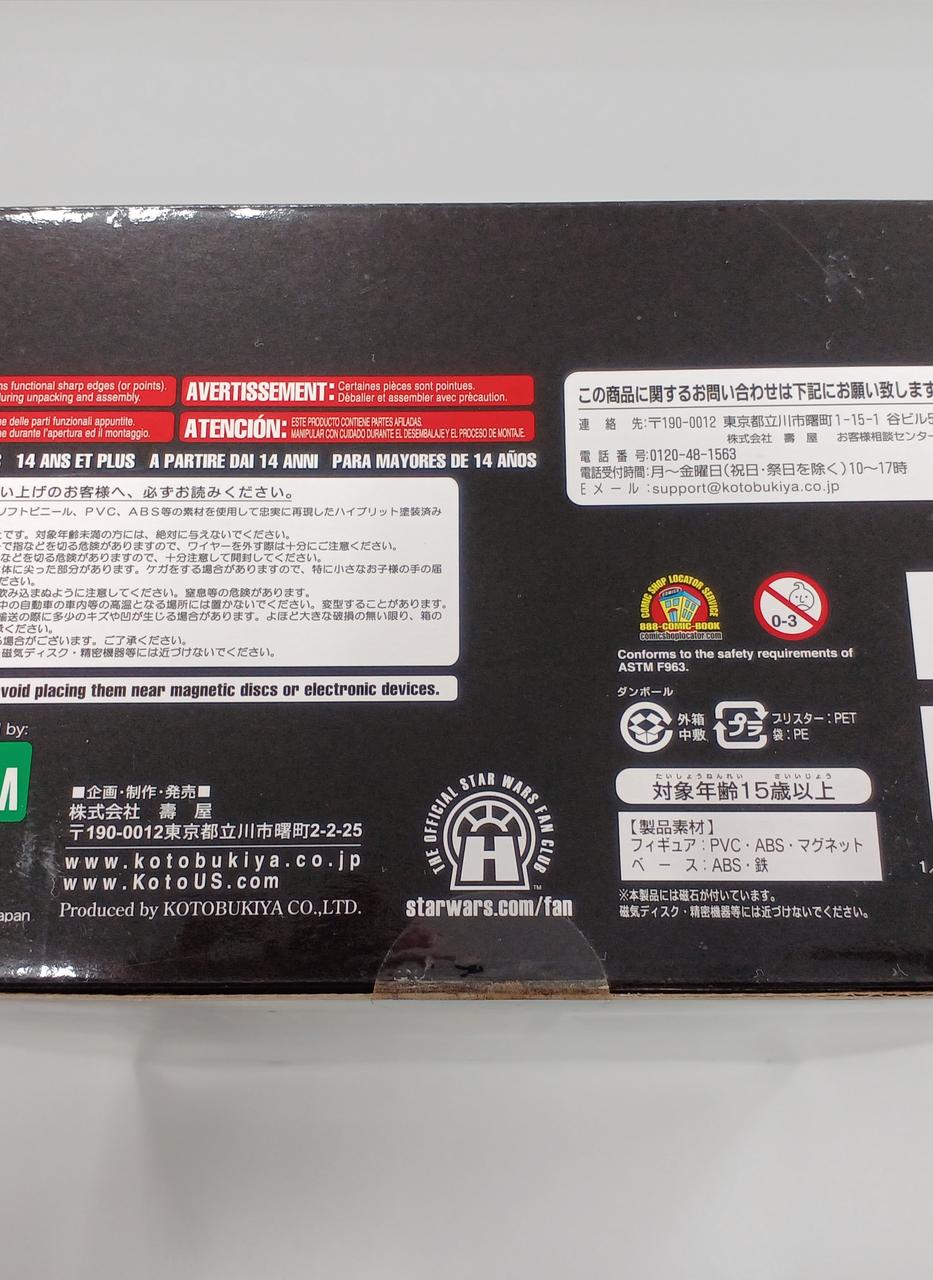 ns functional sharp edges (or points).
during unpacking and assembly.
AVERTISSEMENT: Certaines pièces sont pointues.
Déballer et assembler avec précaution.
ne delle parti funzionali appuntite.
ne durante l'apertura ed il montaggio.
ATENCIÓN: ESTE PRODUCTO CONTIENE PARTES AFILADAS.
MANIPULAR CON CUIDADO DURANTE EL DESEMBALAJE Y EL PROCESO DE MONTAJE.
14 ANS ET PLUS A PARTIRE DAI 14 ANNI PARA MAYORES DE 14 AÑOS
い上げのお客様へ、必ずお読みください。
ソフトビニール、PVC、ABS等の素材を使用して忠実に再現したハイブリット塗装済み
とです。対象年齢未満の方には、絶対に与えないでください。
で指などを切る危険がありますので、ワイヤーを外す際は十分にご注意ください。
などを切る危険がありますので、十分注意して開封してください。
体に尖った部分があります。ケガをする場合がありますので、特に小さなお子様の手の届
ださい。
飲み込まぬように注意してください。窒息等の危険があります。
中の自動車の車内等の高温となる場所には置かないでください。変型することがあります。
輸送の際に多少のキズや凹が生じる場合があります。よほど大きな破損の無い限り、箱の
承ください。
る場合がございます。ご了承ください。
磁気ディスク・精密機器等には近づけないでください。
void placing them near magnetic discs or electronic devices.
d by:
M
■企画・制作・発売■
株式会社 壽 屋
〒190-0012東京都立川市曙町2-2-25
www.kotobukiya.co.jp
www.KotoUS.com
Produced by KOTOBUKIYA CO.,LTD.
apan
THE OFFICIAL STAR WARS FAN CLUB
H
TM
starwars.com/fan
この商品に関するお問い合わせは下記にお願い致します
連 絡 先:〒190-0012 東京都立川市曙町1-15-1 谷ビル5
株式会社 壽 屋 お客様相談センター
電話番号:0120-48-1563
電話受付時間:月〜金曜日(祝日・祭日を除く)10〜17時
Eメール:support@kotobukiya.co.jp
COMIC SHOP LOCATOR SERVICE
COMICS
888-COMIC-BOOK
comicshoplocator.com
0-3
Conforms to the safety requirements of
ASTM F963.
ダンボール
外箱
中敷
プラ
ブリスター:PET
袋:PE
たいしょうねんれい さいいじょう
対象年齢15歳以上
【製品素材】
フィギュア:PVC・ABS・マグネット
ベース:ABS・鉄
※本製品には磁石が付いています。
磁気ディスク・精密機器等には近づけないでください。
1/